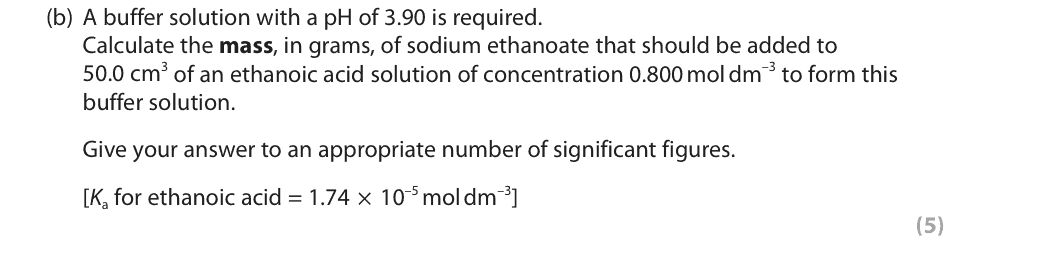 (b) A buffer solution with a pH of 3.90 is required.
Calculate the mass, in grams, of sodium ethanoate that should be added to
50.0 cm³ of an ethanoic acid solution of concentration 0.800 mol dm⁻³ to form this
buffer solution.
Give your answer to an appropriate number of significant figures.
[Kₐ for ethanoic acid = 1.74 × 10⁻⁵ mol dm⁻³]
(5)